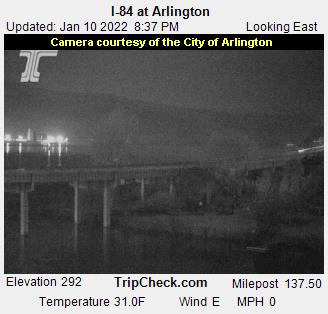 I-84 at Arlington
Updated: Jan 10 2022 8:37 PM Looking East
Camera courtesy of the City of Arlington
Elevation 292 TripCheck.com Milepost 137.50
Temperature 31.0F Wind E MPH 0